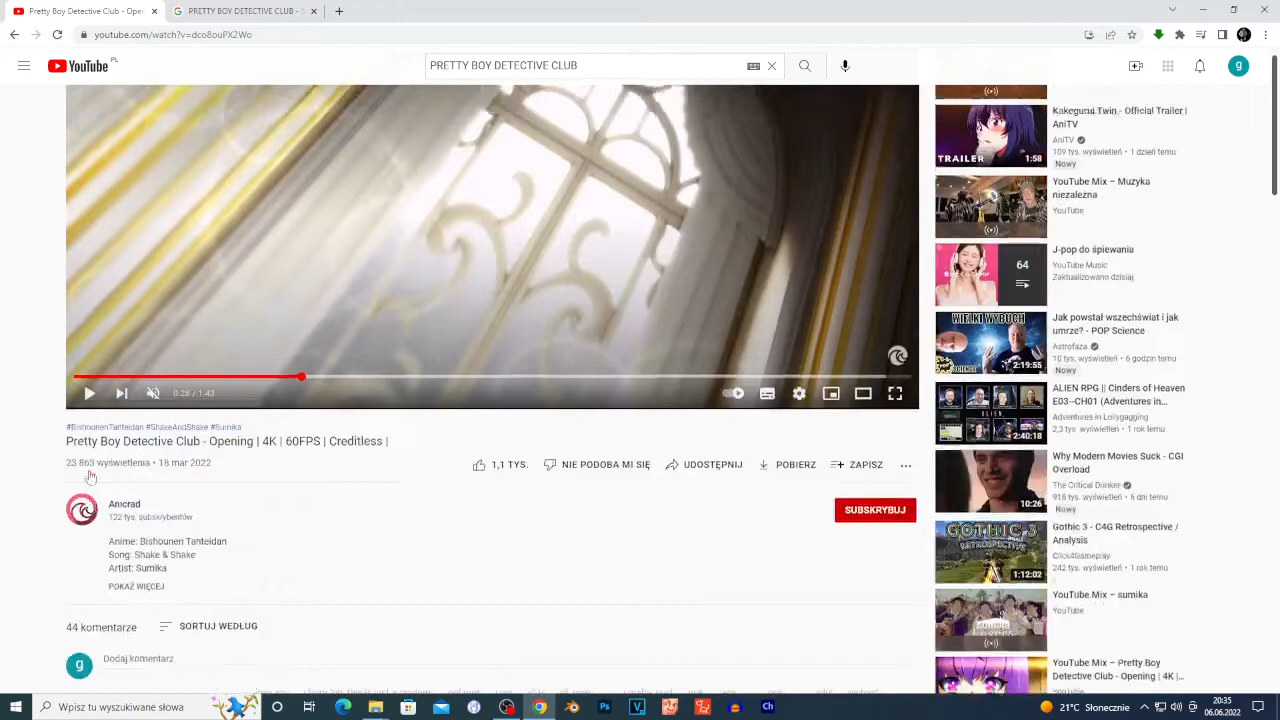 Pretty Boy Detective Club - Ope
PRETTY BOY DETECTIVE CLUB - S
youtube.com/watch?v=dco8ouPX2Wo
YouTube PL
PRETTY BOY DETECTIVE CLUB
g
Kakegurui Twin - Official Trailer |
AniTV
AniTV
109 tys. wyświetleń • 1 dzień temu
Nowy
TRAILER
1:58
YouTube Mix – Muzyka
niezależna
YouTube
J-pop do śpiewania
YouTube Music
Zaktualizowano dzisiaj
64
WIELKI WYBUCH
POP SCIENCE
2:19:55
Jak powstał wszechświat i jak
umrze? - POP Science
Astrofaza
10 tys. wyświetleń • 6 godzin temu
Nowy
ALIEN
2:40:18
ALIEN RPG || Cinders of Heaven
E03--CH01 (Adventures in...
Adventures in Lollygagging
2,3 tys. wyświetleń • 1 rok temu
10:26
Why Modern Movies Suck - CGI
Overload
The Critical Drinker
916 tys. wyświetleń • 6 dni temu
Nowy
GOTHIC 3
RETROSPECTIVE
1:12:02
Gothic 3 - C4G Retrospective /
Analysis
Click4Gameplay
242 tys. wyświetleń • 1 rok temu
YouTube Mix – sumika
YouTube
YouTube Mix – Pretty Boy
Detective Club - Opening | 4K |...
0:28 / 1:43
#BishounenTanteidan #ShakeAndShake #Sumika
Pretty Boy Detective Club - Opening | 4K | 60FPS | Creditless |
23 863 wyświetlenia • 18 mar 2022
1,1 TYS.
NIE PODOBA MI SIĘ
UDOSTĘPNIJ
POBIERZ
ZAPISZ
Anicrad
122 tys. subskrybentów
SUBSKRYBUJ
Anime: Bishounen Tanteidan
Song: Shake & Shake
Artist: Sumika
POKAŻ WIĘCEJ
44 komentarze
SORTUJ WEDŁUG
g
Dodaj komentarz
Wpisz tu wyszukiwane słowa
Ps
Ch
21°C Słonecznie
20:35
06.06.2022